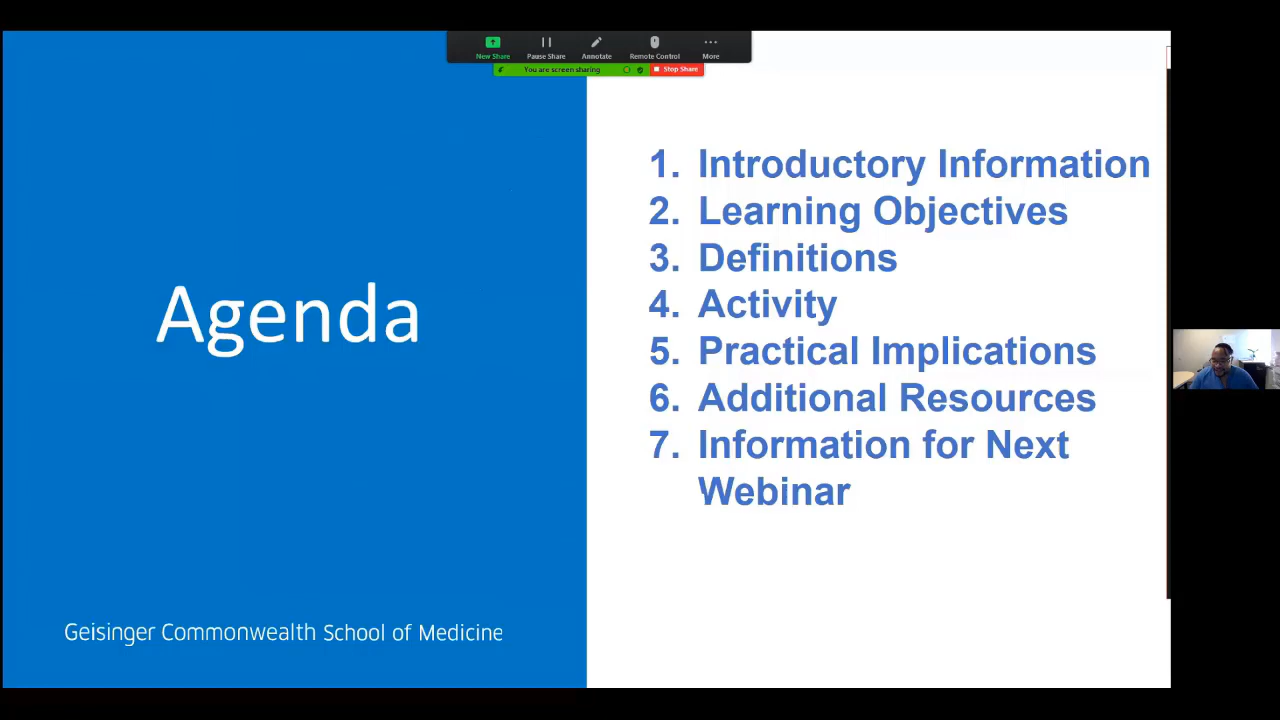 New Share
Pause Share
Annotate
Remote Control
More
You are screen sharing
Stop Share
Agenda
1. Introductory Information
2. Learning Objectives
3. Definitions
4. Activity
5. Practical Implications
6. Additional Resources
7. Information for Next
Webinar
Geisinger Commonwealth School of Medicine